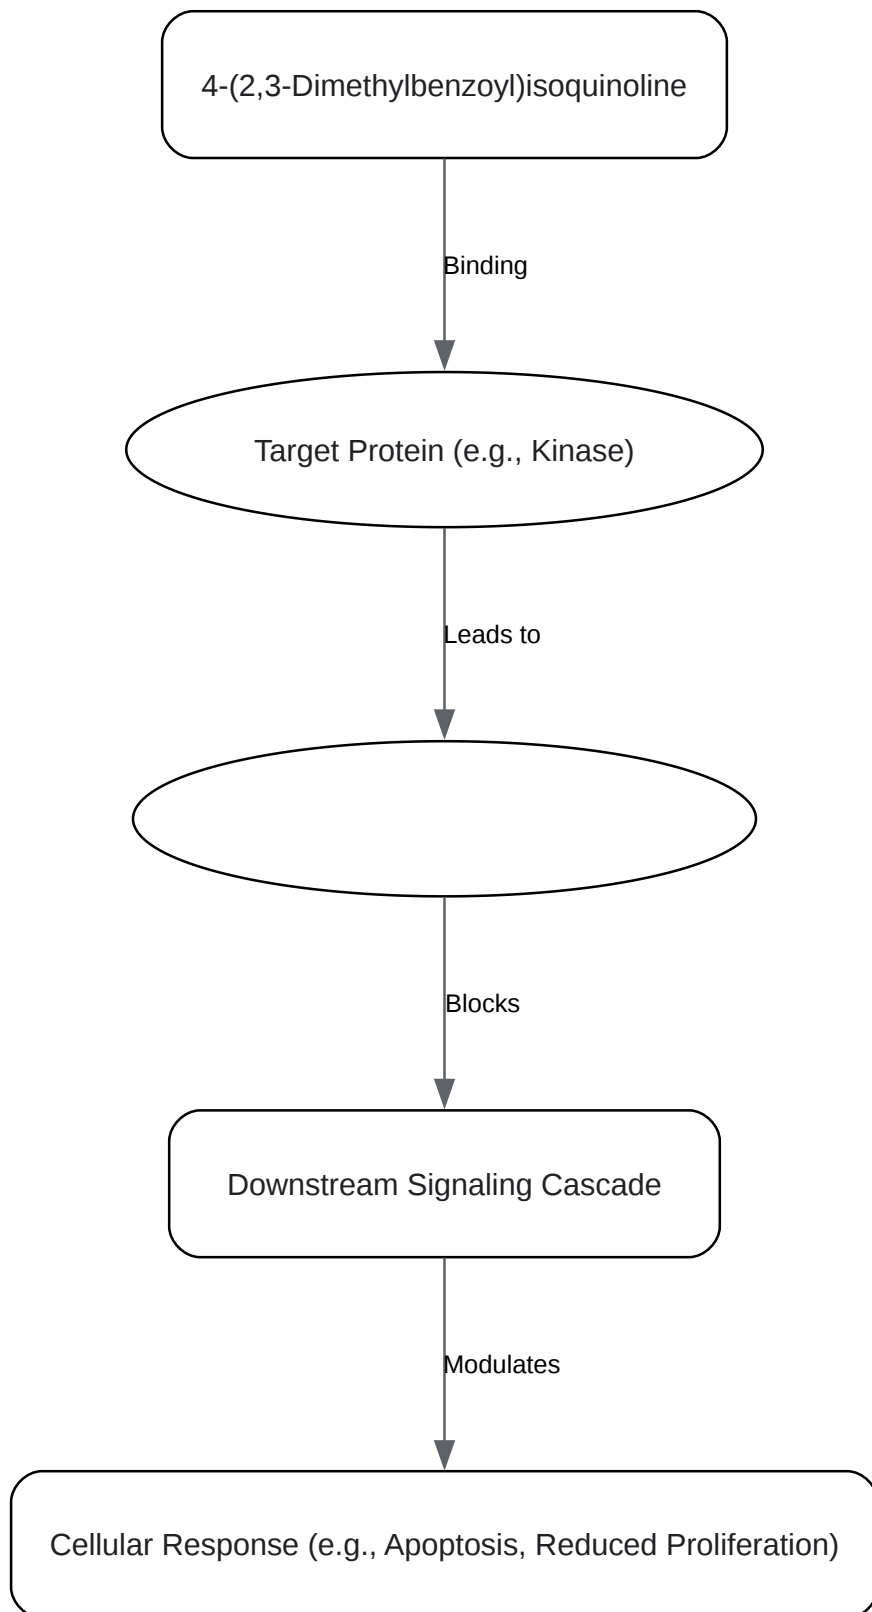 4-(2,3-Dimethylbenzoyl)isoquinoline
Binding
Target Protein (e.g., Kinase)
Leads to
Blocks
Downstream Signaling Cascade
Modulates
Cellular Response (e.g., Apoptosis, Reduced Proliferation)